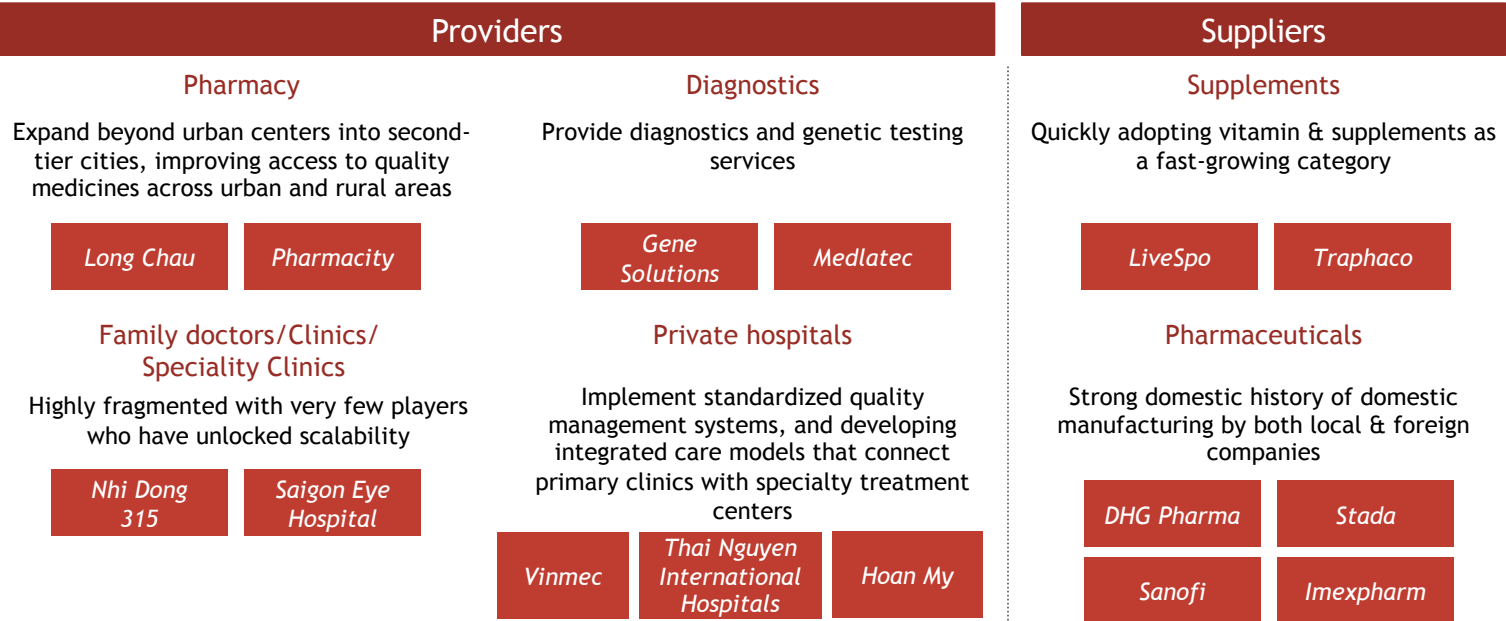 Providers
Pharmacy
Expand beyond urban centers into second-
tier cities, improving access to quality
medicines across urban and rural areas
Long Chau
Pharmacity
Diagnostics
Provide diagnostics and genetic testing
services
Gene
Solutions
Medlatec
Family doctors/Clinics/
Speciality Clinics
Highly fragmented with very few players
who have unlocked scalability
Nhi Dong
315
Saigon Eye
Hospital
Private hospitals
Implement standardized quality
management systems, and developing
integrated care models that connect
primary clinics with specialty treatment
centers
Vinmec
Thai Nguyen
International
Hospitals
Hoan My
Suppliers
Supplements
Quickly adopting vitamin & supplements as
a fast-growing category
LiveSpo
Traphaco
Pharmaceuticals
Strong domestic history of domestic
manufacturing by both local & foreign
companies
DHG Pharma
Stada
Sanofi
Imexpharm